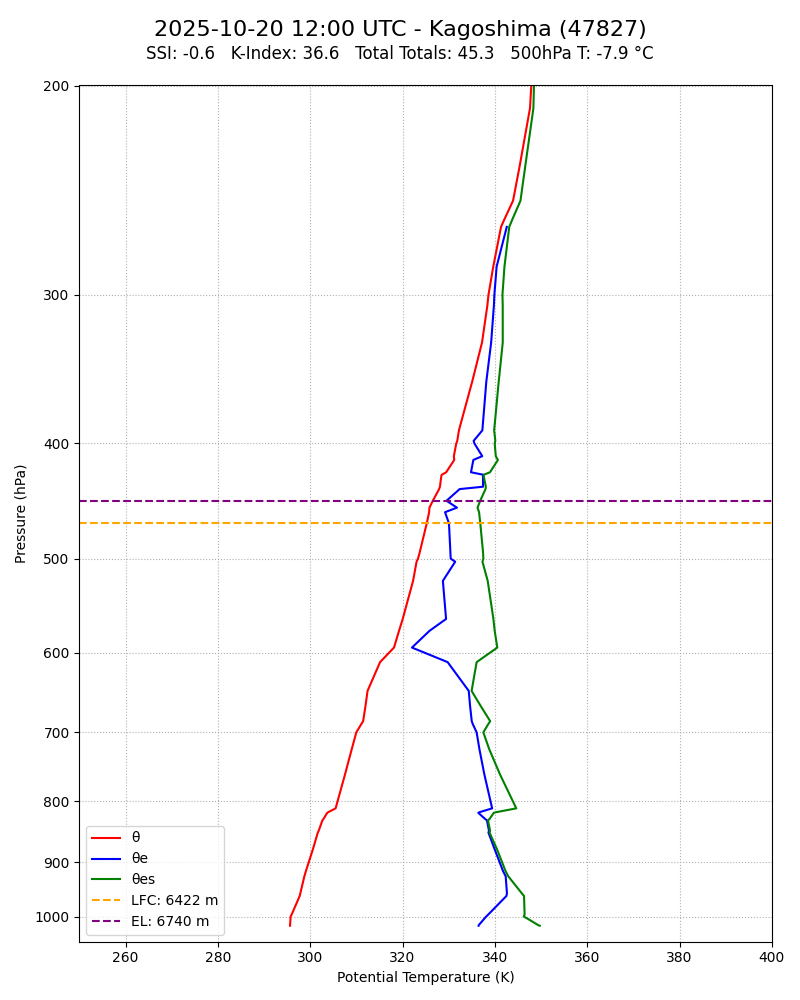 2025-10-20 12:00 UTC - Kagoshima (47827)
SSI: -0.6   K-Index: 36.6   Total Totals: 45.3   500hPa T: -7.9 °C
200
300
400
500
600
700
800
900
1000
Pressure (hPa)
θ
θe
θes
LFC: 6422 m
EL: 6740 m
260 280 300 320 340 360 380 400
Potential Temperature (K)